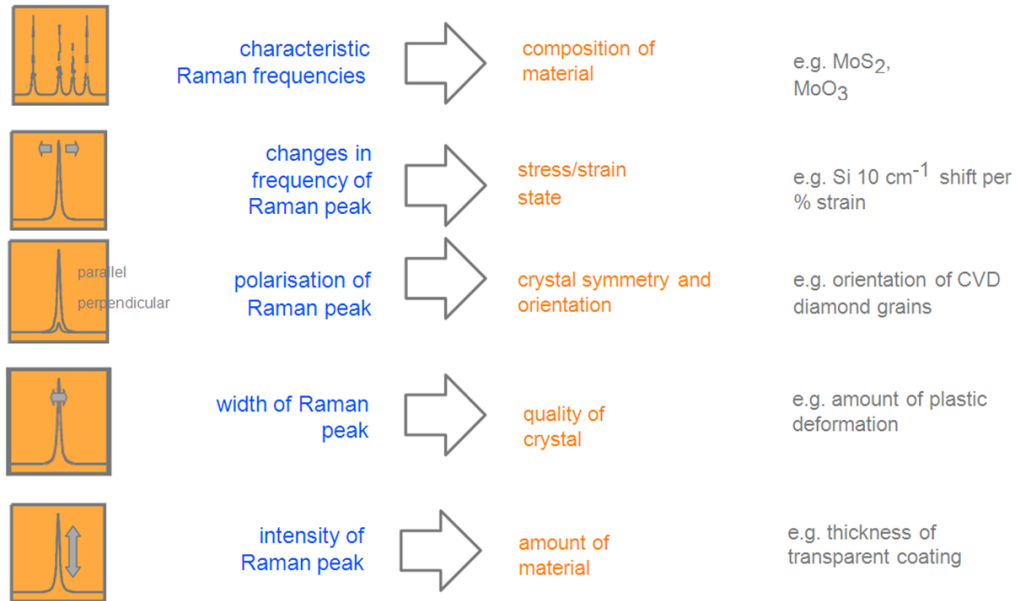 characteristic
Raman frequencies
composition of
material
e.g. MoS2,
MoO3
changes in
frequency of
Raman peak
stress/strain
state
e.g. Si 10 cm-1 shift per
% strain
parallel
perpendicular
polarisation of
Raman peak
crystal symmetry and
orientation
e.g. orientation of CVD
diamond grains
width of Raman
peak
quality of
crystal
e.g. amount of plastic
deformation
intensity of
Raman peak
amount of
material
e.g. thickness of
transparent coating